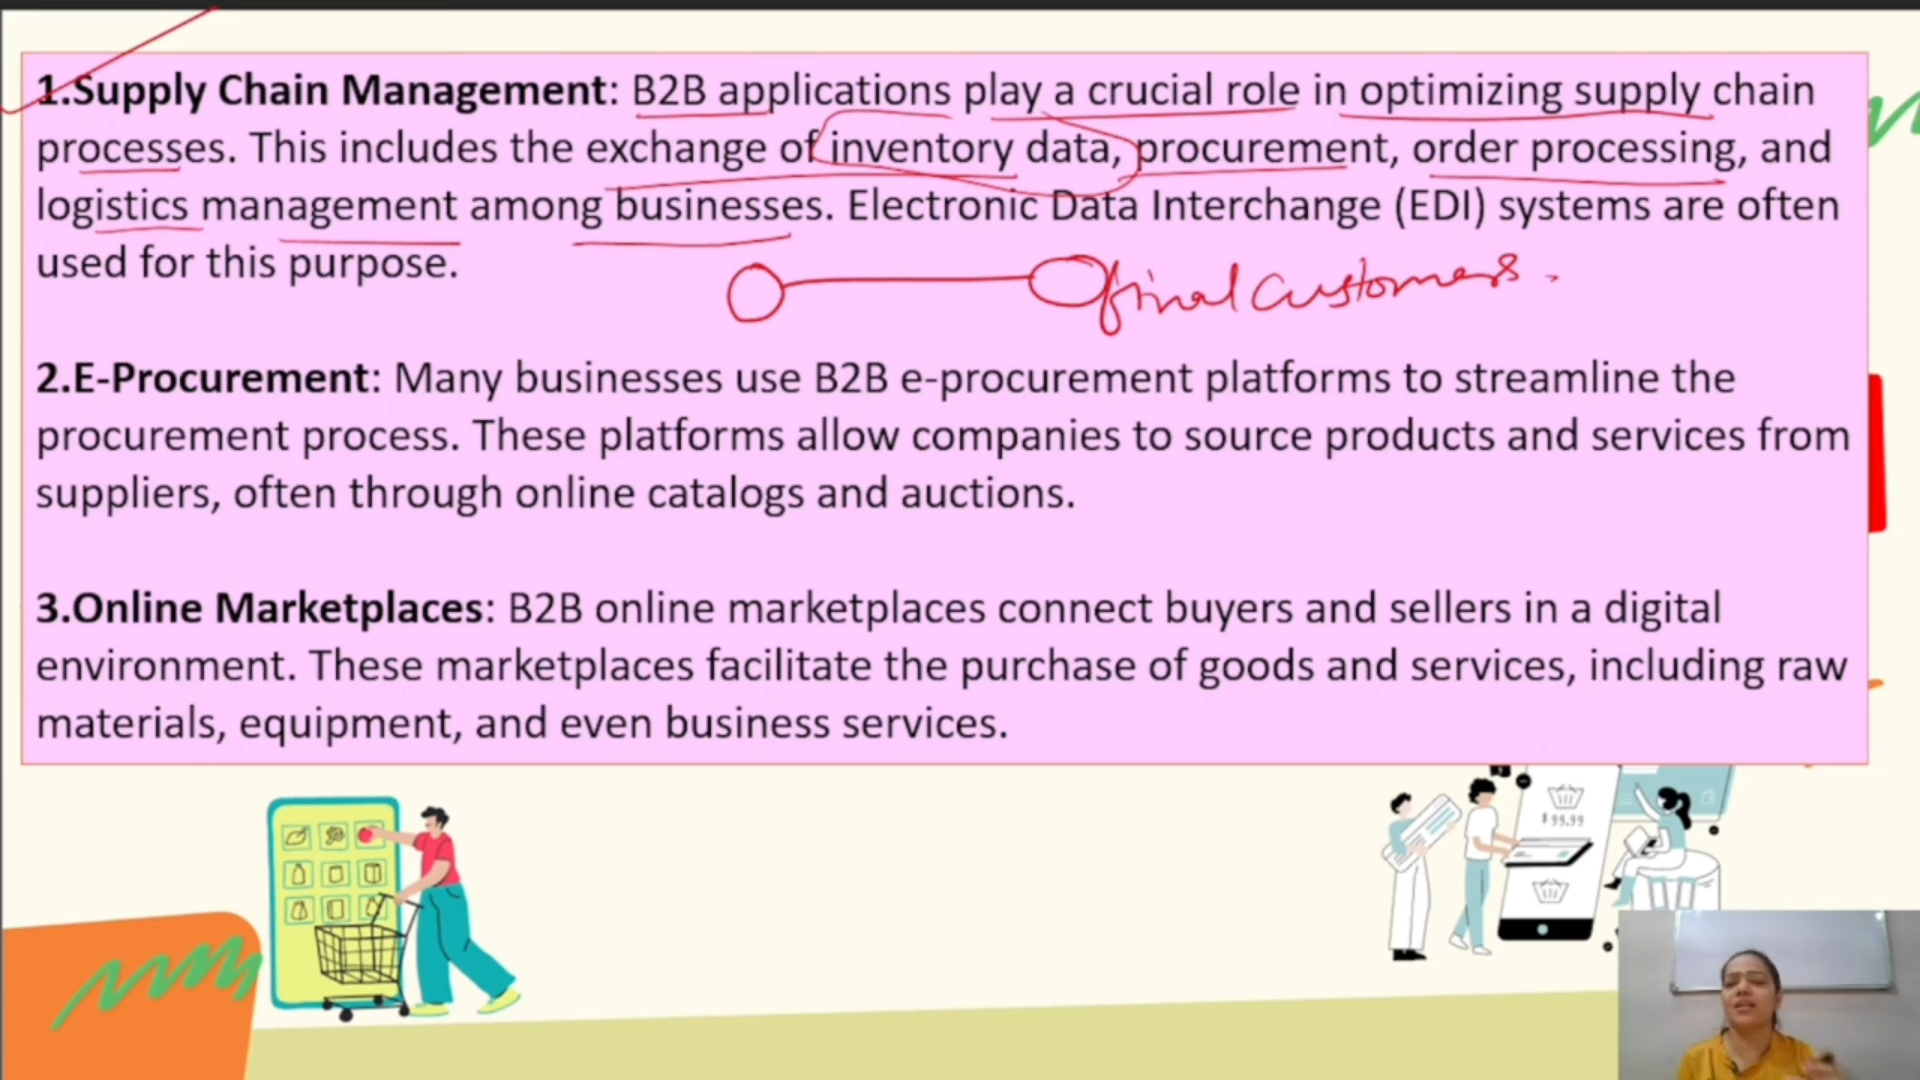 1.Supply Chain Management: B2B applications play a crucial role in optimizing supply chain
processes. This includes the exchange of inventory data, procurement, order processing, and
logistics management among businesses. Electronic Data Interchange (EDI) systems are often
used for this purpose.
final customers.
2.E-Procurement: Many businesses use B2B e-procurement platforms to streamline the
procurement process. These platforms allow companies to source products and services from
suppliers, often through online catalogs and auctions.
3.Online Marketplaces: B2B online marketplaces connect buyers and sellers in a digital
environment. These marketplaces facilitate the purchase of goods and services, including raw
materials, equipment, and even business services.
$99.99